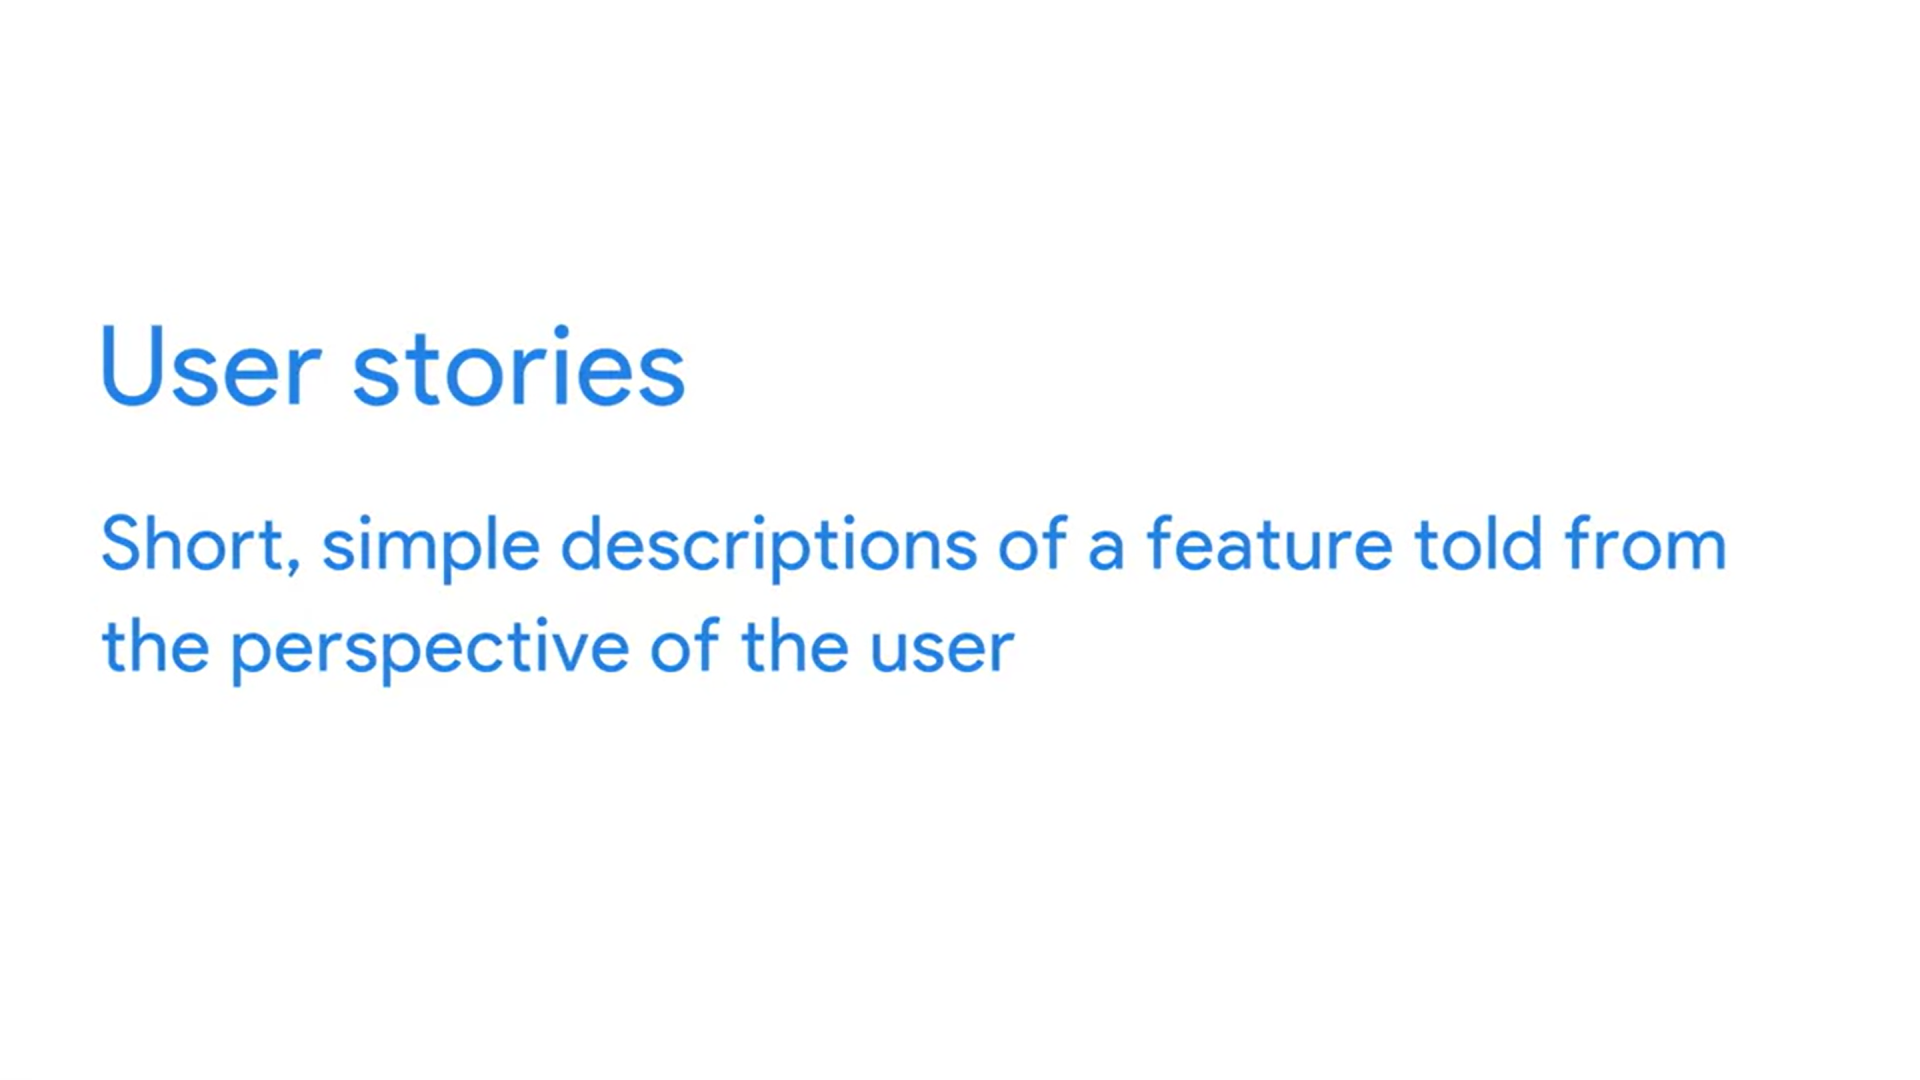 User stories
Short, simple descriptions of a feature told from
the perspective of the user